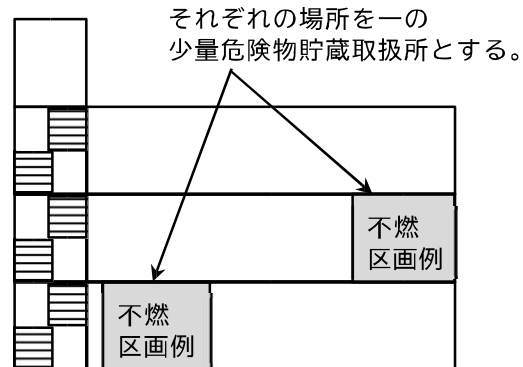 それぞれの場所を一の
少量危険物貯蔵取扱所とする。
不燃
区画例
不燃
区画例